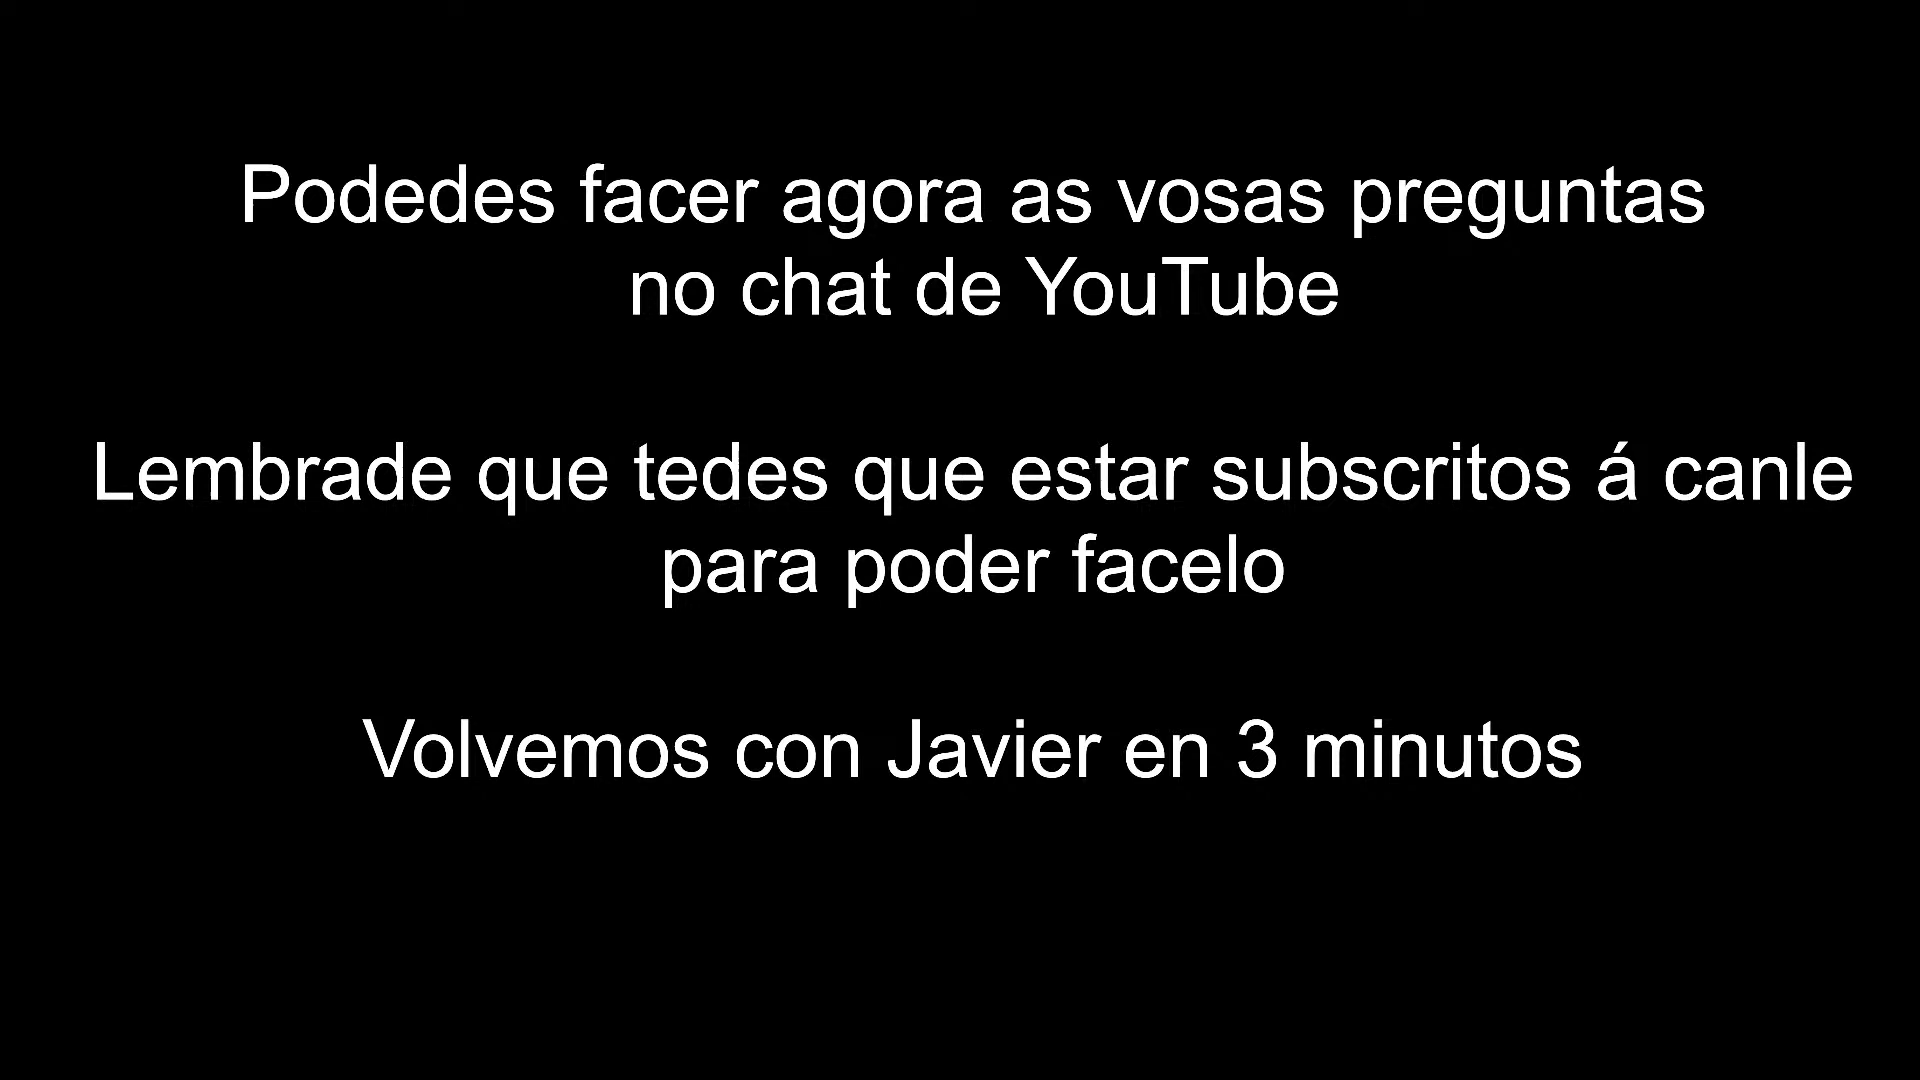 Podedes facer agora as vosas preguntas
no chat de YouTube
Lembrade que tedes que estar subscritos á canle
para poder facelo
Volvemos con Javier en 3 minutos